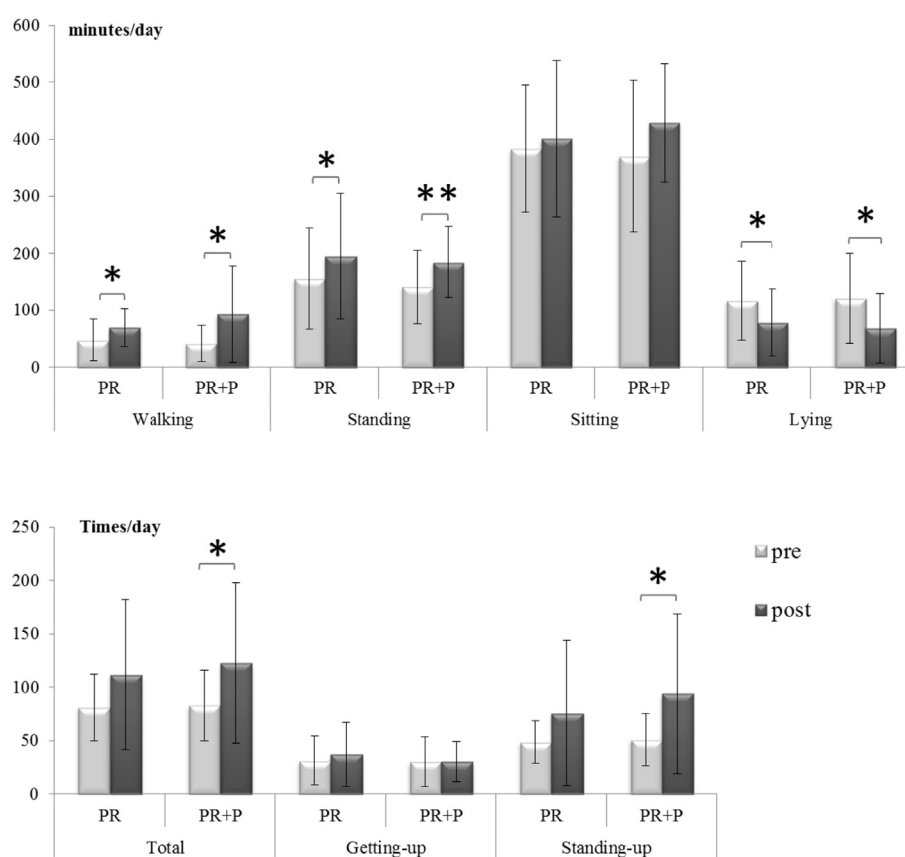 600
minutes/day
500
400
300
200
100
0
* * * ** * *
PR PR+P PR PR+P PR PR+P PR PR+P
Walking Standing Sitting Lying
250
Times/day
200
150
100
50
0
* *
PR PR+P PR PR+P PR PR+P
Total Getting-up Standing-up
pre
post